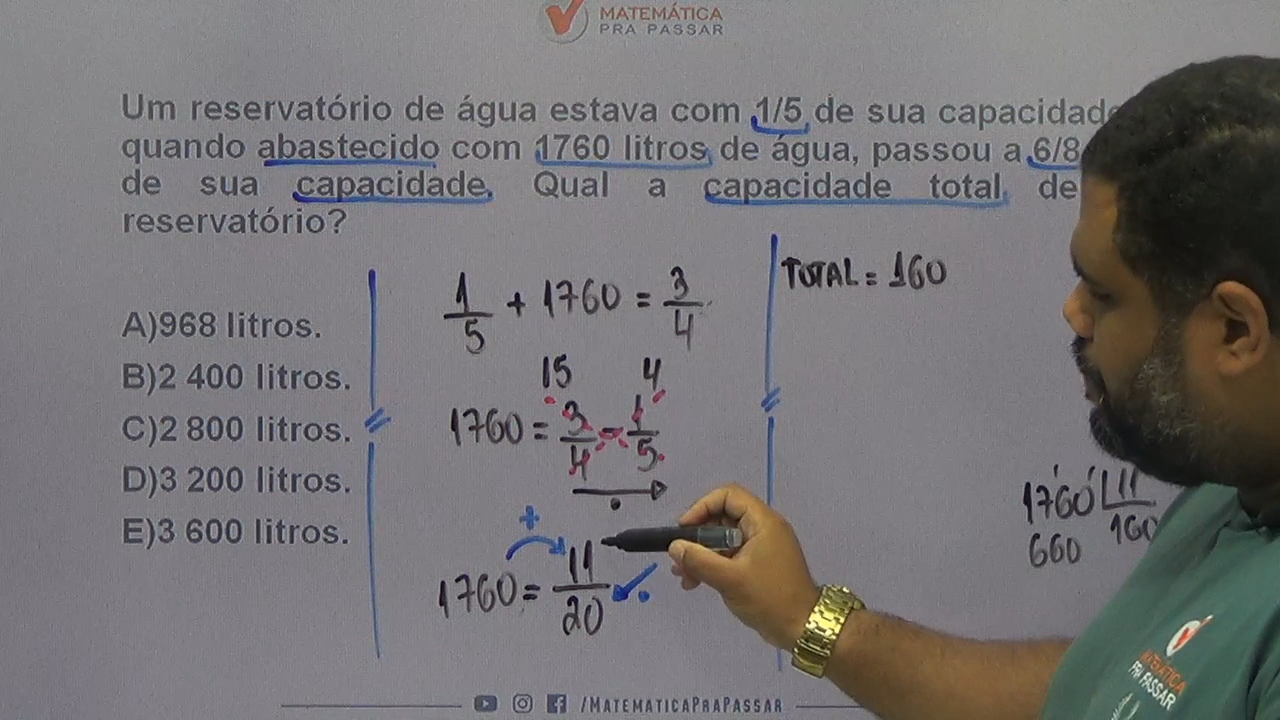 MATEMÁTICA
PRA PASSAR
Um reservatório de água estava com 1/5 de sua capacidade
quando abastecido com 1760 litros de água, passou a 6/8
de sua capacidade. Qual a capacidade total de
reservatório?
A)968 litros.
B)2 400 litros.
C)2 800 litros.
D)3 200 litros.
E)3 600 litros.
1/5 + 1760 = 3/4
15 4
1760 = 3/4 - 1/5
1760 = 11/20
TOTAL = 160
1760 11
660 160
/MATEMATICAPRAPASSAR
MATEMÁTICA
PRA PASSAR